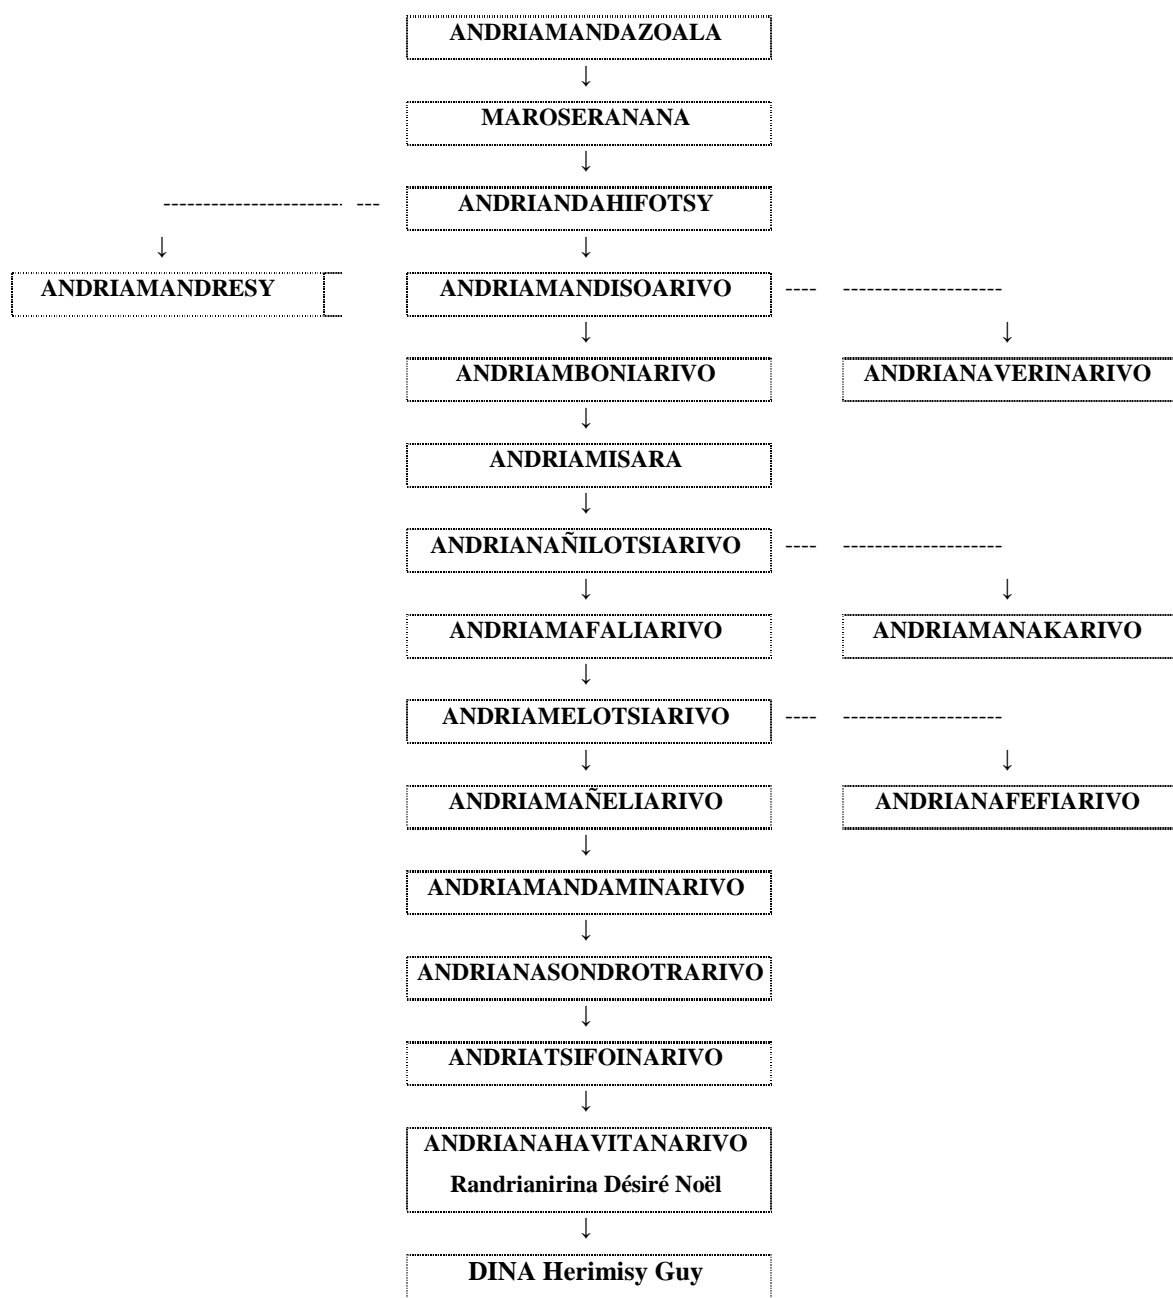 ANDRIAMANDAZOALA
↓
MAROSERANANA
↓
----------------------- --- ANDRIANDAHIFOTSY
↓ ↓
ANDRIAMANDRESY ANDRIAMANDISOARIVO ---- --------------------
↓ ↓
ANDRIAMBONIARIVO ANDRIANAVERINARIVO
↓
ANDRIAMISARA
↓
ANDRIANAÑILOTSIARIVO ---- --------------------
↓ ↓
ANDRIAMAFALIARIVO ANDRIAMANAKARIVO
↓
ANDRIAMELOTSIARIVO ---- --------------------
↓ ↓
ANDRIAMAÑELIARIVO ANDRIANAFEFIARIVO
↓
ANDRIAMANDAMINARIVO
↓
ANDRIANASONDROTRARIVO
↓
ANDRIATSIFOINARIVO
↓
ANDRIANAHAVITANARIVO
Randrianirina Désiré Noël
↓
DINA Herimisy Guy